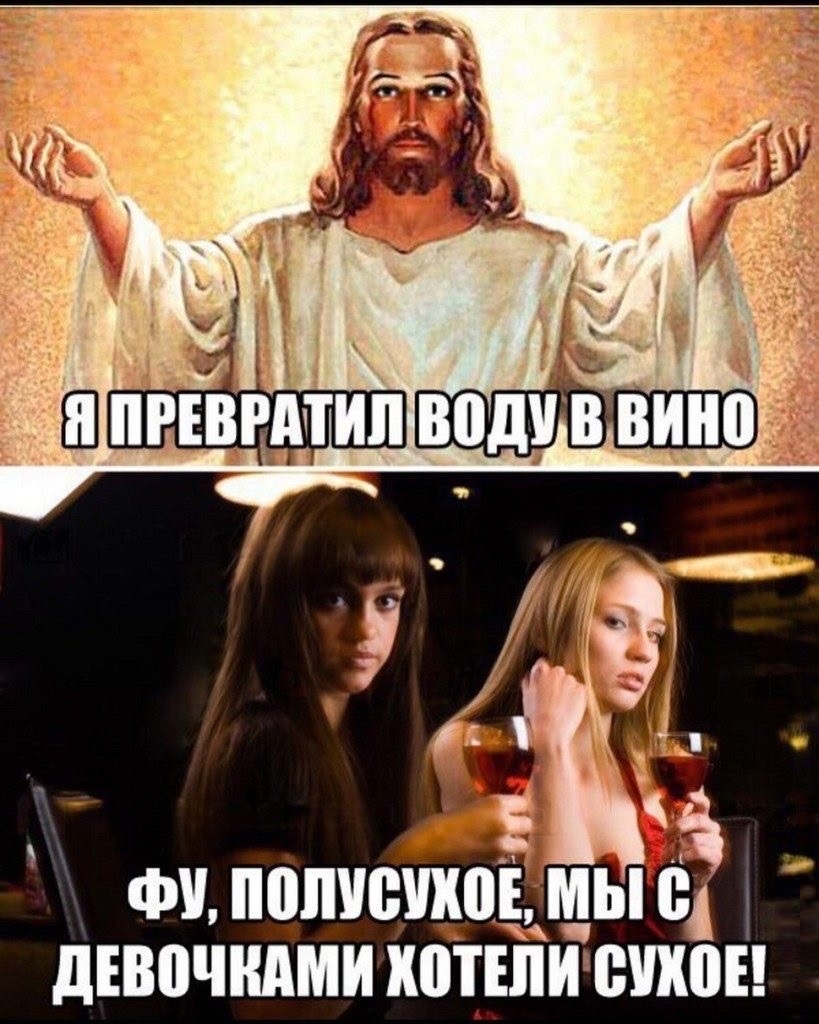 Я ПРЕВРАТИЛ ВОДУ В ВИНО
ФУ, ПОЛУСУХОЕ, МЫ С
ДЕВОЧКАМИ ХОТЕЛИ СУХОЕ!